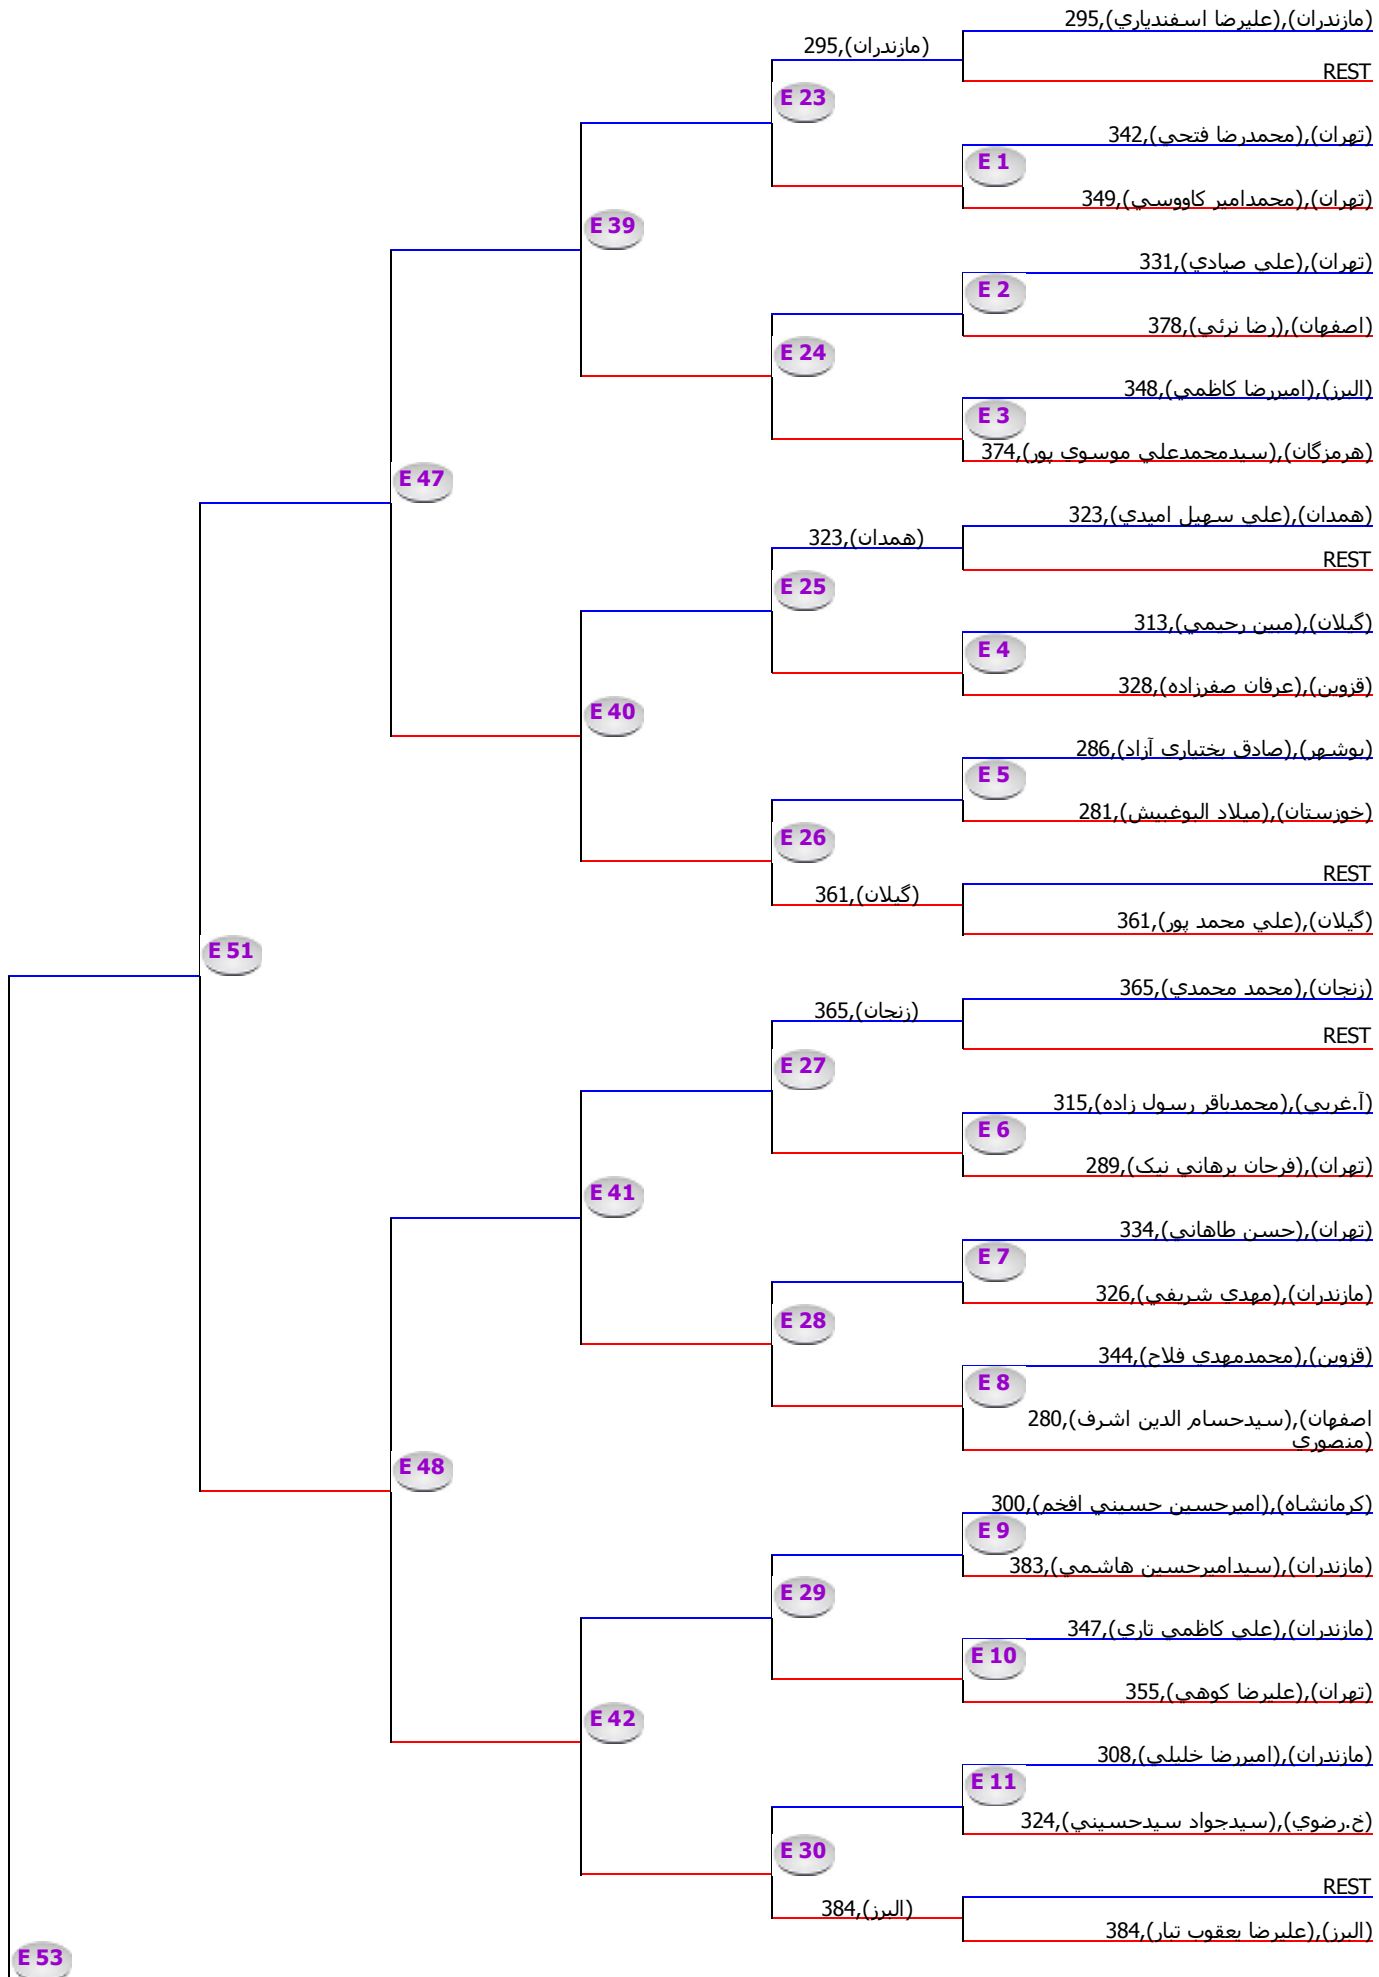 (مازندران),(عليرضا اسفندياري),295
295,(مازندران)
REST
E 23
(تهران),(محمدرضا فتحي),342
E 1
(تهران),(محمدامير كاووسي),349
E 39
(تهران),(علي صيادي),331
E 2
(اصفهان),(رضا نرئي),378
E 24
(البرز),(اميررضا كاظمي),348
E 3
(هرمزگان),(سيدمحمدعلي موسوي پور),374
E 47
(همدان),(علي سهيل اميدي),323
323,(همدان)
REST
E 25
(گيلان),(مبين رحيمي),313
E 4
(قزوين),(عرفان صفرزاده),328
E 40
(بوشهر),(صادق بختياري آزاد),286
E 5
(خوزستان),(ميلاد البوغبيش),281
E 26
REST
361,(گيلان)
(گيلان),(علي محمد پور),361
E 51
(زنجان),(محمد محمدي),365
365,(زنجان)
REST
E 27
(آ.غربي),(محمدباقر رسول زاده),315
E 6
(تهران),(فرحان برهاني نيک),289
E 41
(تهران),(حسن طاهاني),334
E 7
(مازندران),(مهدي شريفي),326
E 28
(قزوين),(محمدمهدي فلاح),344
E 8
اصفهان),(سيدحسام الدين اشرف),280
(منصوري
E 48
(كرمانشاه),(اميرحسين حسيني افخم),300
E 9
(مازندران),(سيداميرحسين هاشمي),383
E 29
(مازندران),(علي كاظمي تاري),347
E 10
(تهران),(عليرضا كوهي),355
E 42
(مازندران),(اميررضا خليلي),308
E 11
(خ.رضوي),(سيدجواد سيدحسيني),324
E 30
REST
384,(البرز)
(البرز),(عليرضا يعقوب تبار),384
E 53